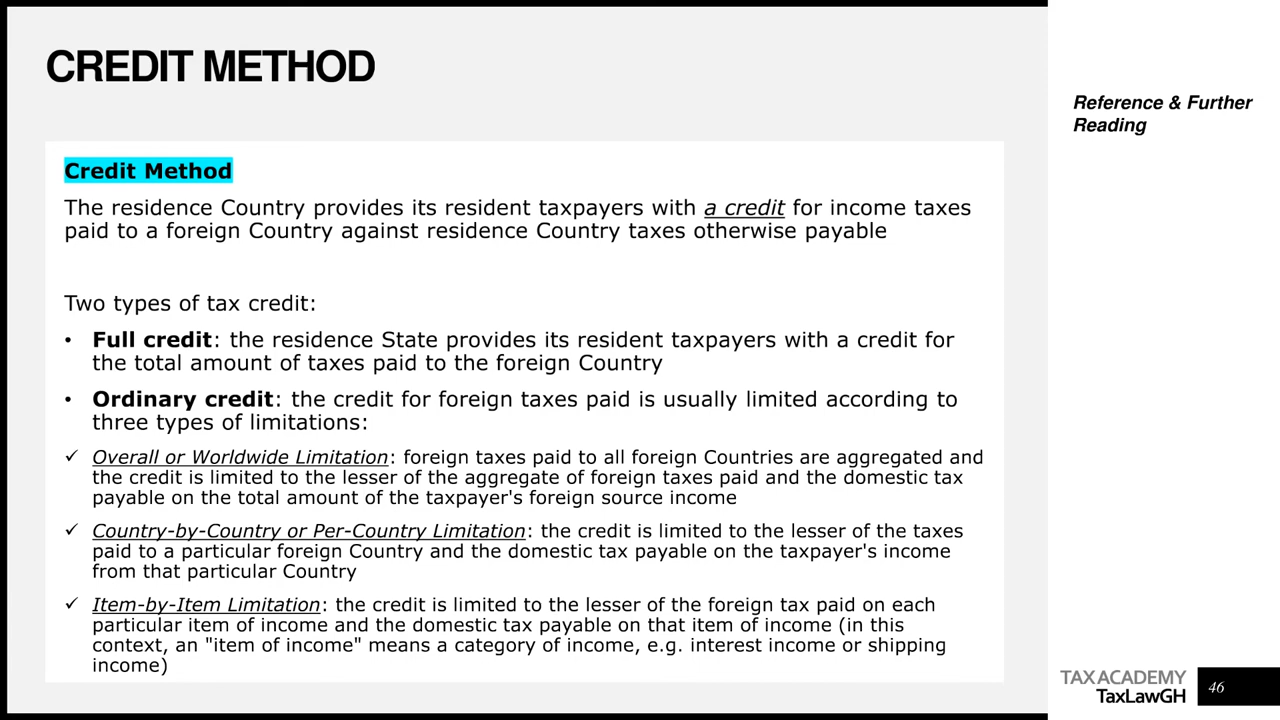 CREDIT METHOD
Reference & Further
Reading
Credit Method
The residence Country provides its resident taxpayers with a credit for income taxes
paid to a foreign Country against residence Country taxes otherwise payable
Two types of tax credit:
• Full credit: the residence State provides its resident taxpayers with a credit for
the total amount of taxes paid to the foreign Country
• Ordinary credit: the credit for foreign taxes paid is usually limited according to
three types of limitations:
✓ Overall or Worldwide Limitation: foreign taxes paid to all foreign Countries are aggregated and
the credit is limited to the lesser of the aggregate of foreign taxes paid and the domestic tax
payable on the total amount of the taxpayer's foreign source income
✓ Country-by-Country or Per-Country Limitation: the credit is limited to the lesser of the taxes
paid to a particular foreign Country and the domestic tax payable on the taxpayer's income
from that particular Country
✓ Item-by-Item Limitation: the credit is limited to the lesser of the foreign tax paid on each
particular item of income and the domestic tax payable on that item of income (in this
context, an "item of income" means a category of income, e.g. interest income or shipping
income)
TAX ACADEMY
TaxLawGH
46